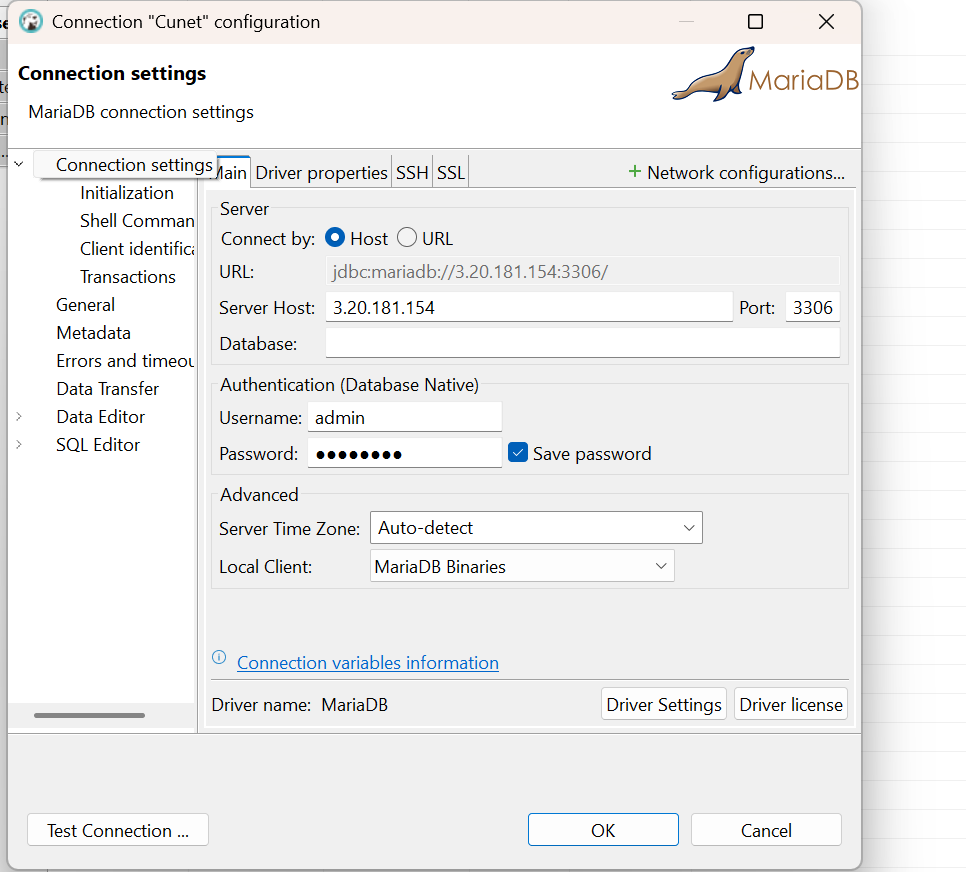 Connection "Cunet" configuration
Connection settings
MariaDB connection settings
MariaDB
Connection settings
Main
Driver properties
SSH
SSL
+ Network configurations...
Initialization
Shell Comman
Client identifica
Transactions
General
Metadata
Errors and timeou
Data Transfer
Data Editor
SQL Editor
Server
Connect by: Host URL
URL: jdbc:mariadb://3.20.181.154:3306/
Server Host: 3.20.181.154 Port: 3306
Database:
Authentication (Database Native)
Username: admin
Password: ●●●●●●●● Save password
Advanced
Server Time Zone: Auto-detect
Local Client: MariaDB Binaries
Connection variables information
Driver name: MariaDB
Driver Settings
Driver license
Test Connection ...
OK
Cancel